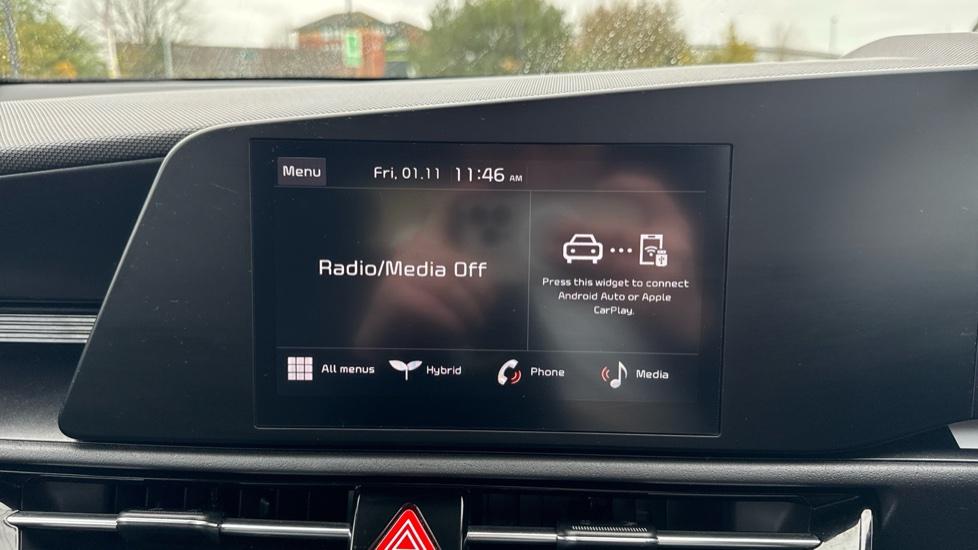 Menu
Fri, 01.11 11:46 AM
Radio/Media Off
Press this widget to connect
Android Auto or Apple
CarPlay.
All menus
Hybrid
Phone
Media